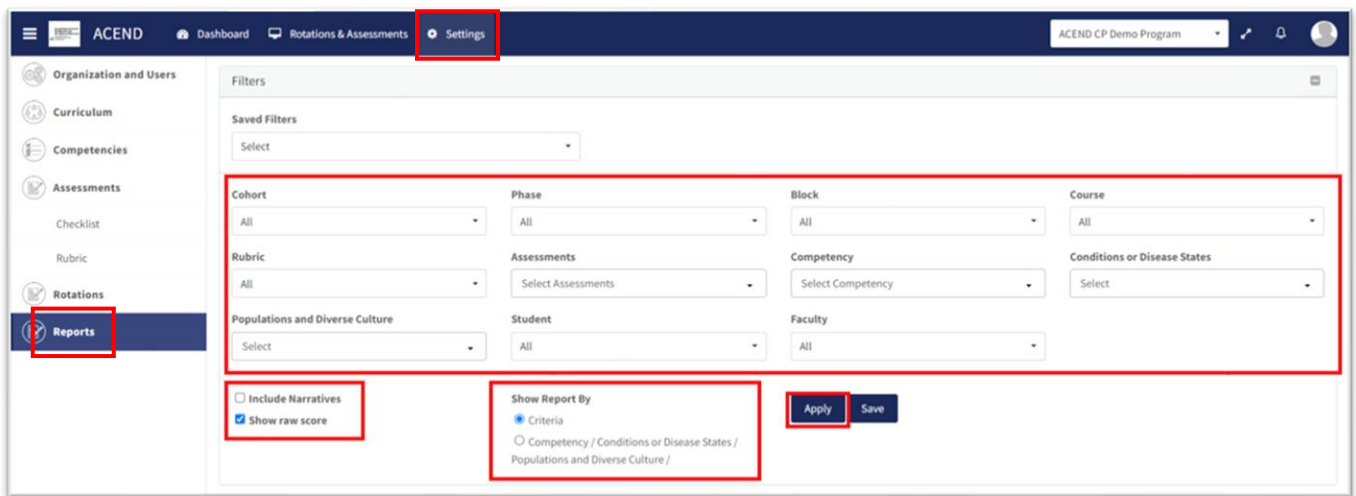 ACEND Dashboard Rotations & Assessments Settings ACEND CP Demo Program
Organization and Users
Curriculum
Competencies
Assessments
Checklist
Rubric
Rotations
Reports
Filters
Saved Filters
Select
Cohort Phase Block Course
All All All All
Rubric Assessments Competency Conditions or Disease States
All Select Assessments Select Competency Select
Populations and Diverse Culture Student Faculty
Select All All
Include Narratives
Show raw score
Show Report By
Criteria
Competency / Conditions or Disease States /
Populations and Diverse Culture /
Apply Save